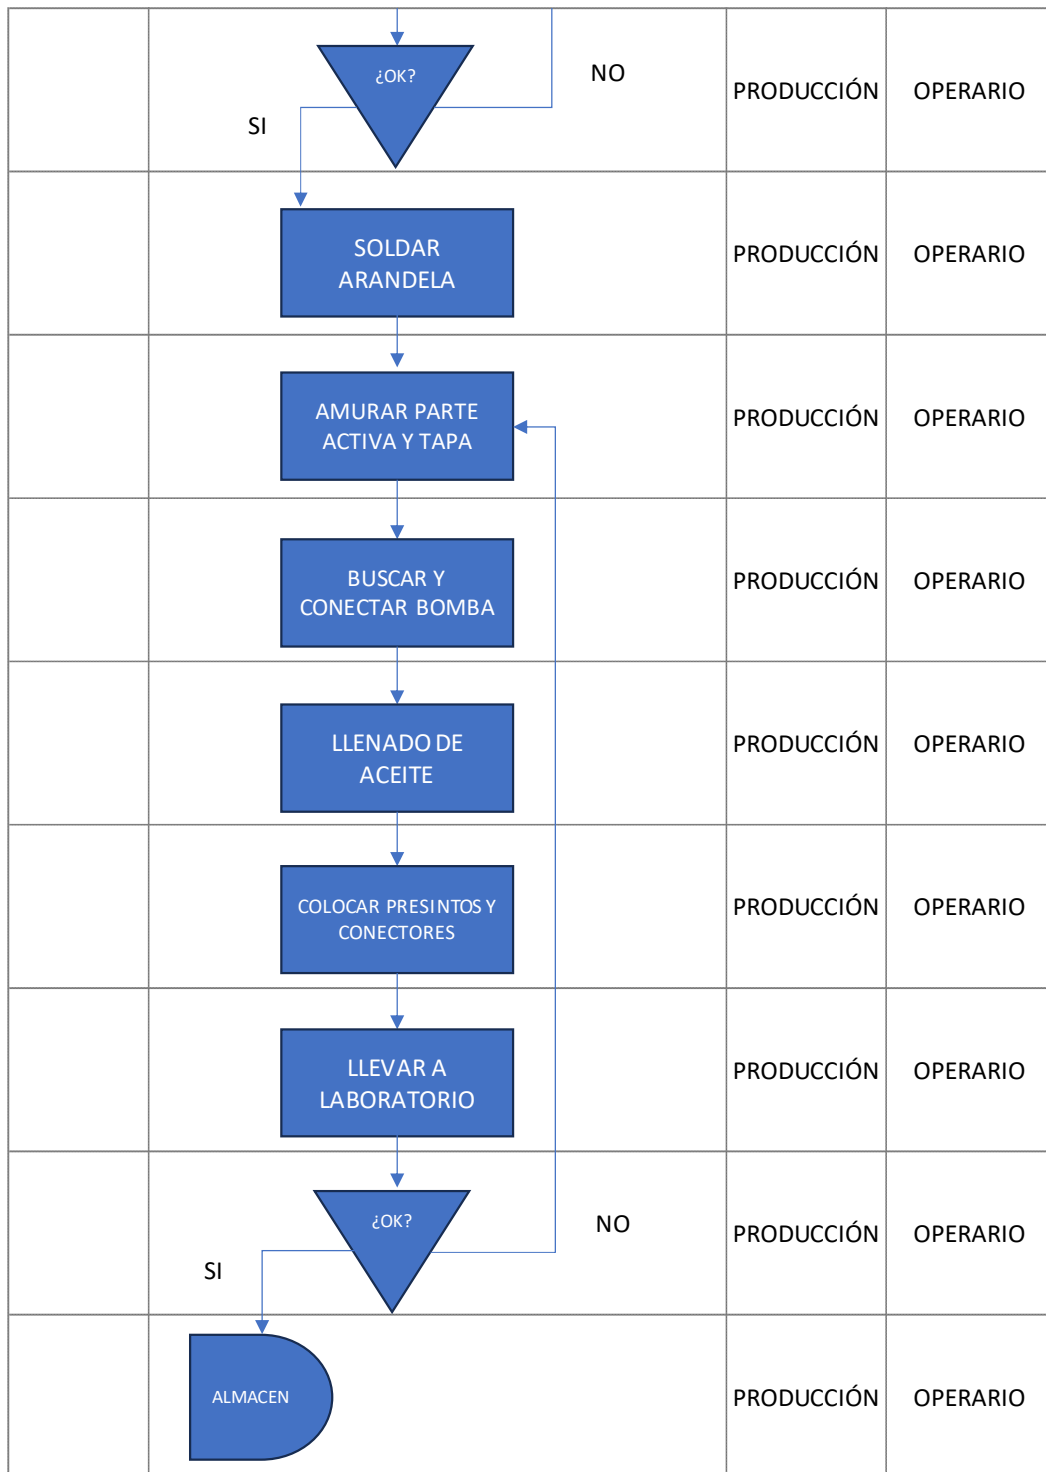 ¿OK?
NO
SI
PRODUCCIÓN
OPERARIO
SOLDAR
ARANDELA
PRODUCCIÓN
OPERARIO
AMURAR PARTE
ACTIVA Y TAPA
PRODUCCIÓN
OPERARIO
BUSCAR Y
CONECTAR BOMBA
PRODUCCIÓN
OPERARIO
LLENADO DE
ACEITE
PRODUCCIÓN
OPERARIO
COLOCAR PRESINTOS Y
CONECTORES
PRODUCCIÓN
OPERARIO
LLEVAR A
LABORATORIO
PRODUCCIÓN
OPERARIO
¿OK?
NO
SI
PRODUCCIÓN
OPERARIO
ALMACEN
PRODUCCIÓN
OPERARIO